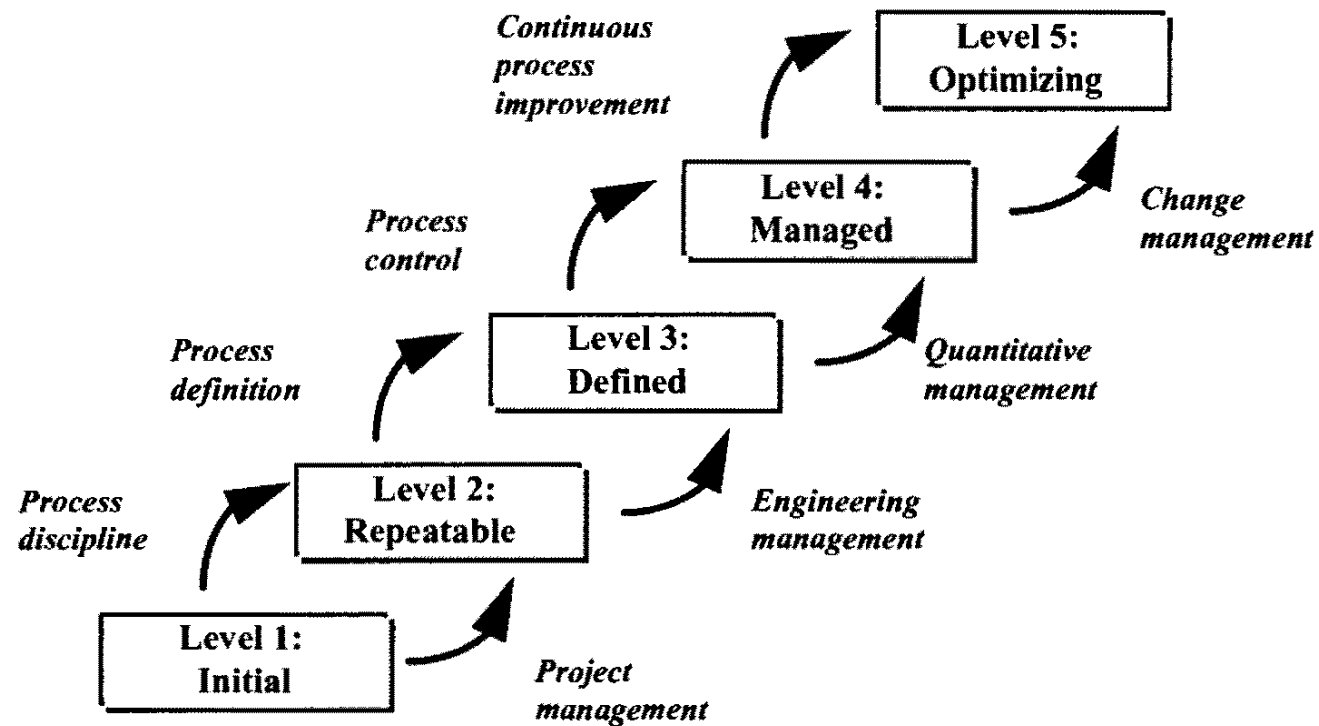 Continuous
process
improvement
Level 5:
Optimizing
Process
control
Level 4:
Managed
Change
management
Process
definition
Level 3:
Defined
Quantitative
management
Process
discipline
Level 2:
Repeatable
Engineering
management
Level 1:
Initial
Project
management